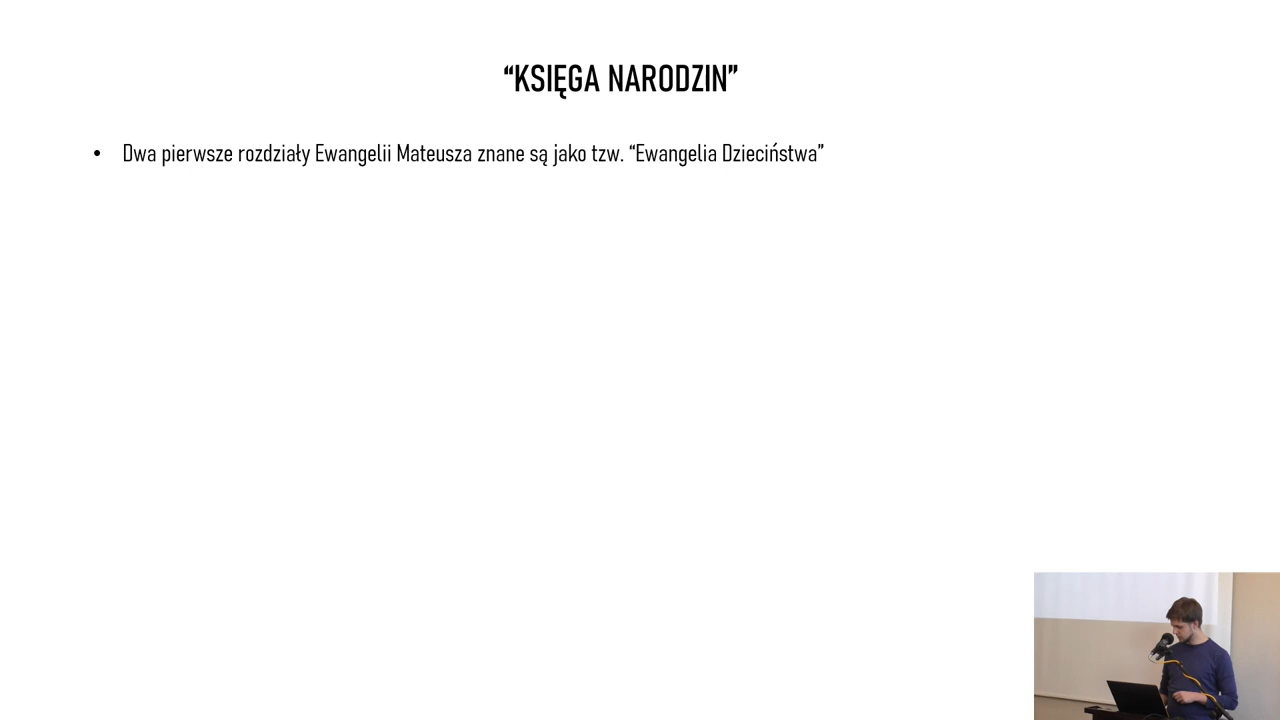 “KSIĘGA NARODZIN”
• Dwa pierwsze rozdziały Ewangelii Mateusza znane są jako tzw. “Ewangelia Dzieciństwa”